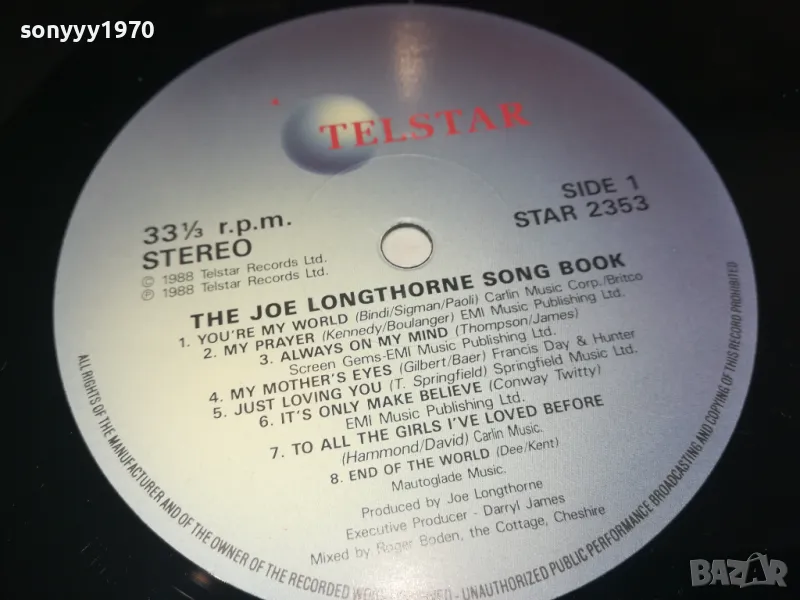 sonyyy1970
TELSTAR
SIDE 1
STAR 2353
33⅓ r.p.m.
STEREO
© 1988 Telstar Records Ltd.
℗ 1988 Telstar Records Ltd.
THE JOE LONGTHORNE SONG BOOK
1. YOU'RE MY WORLD (Bindi/Sigman/Paoli) Carlin Music Corp./Britco
2. MY PRAYER (Kennedy/Boulanger) EMI Music Publishing Ltd.
3. ALWAYS ON MY MIND (Thompson/James)
Screen Gems-EMI Music Publishing Ltd.
4. MY MOTHER'S EYES (Gilbert/Baer) Francis Day & Hunter
5. JUST LOVING YOU (T. Springfield) Springfield Music Ltd.
6. IT'S ONLY MAKE BELIEVE (Conway Twitty)
EMI Music Publishing Ltd.
7. TO ALL THE GIRLS I'VE LOVED BEFORE
(Hammond/David) Carlin Music.
8. END OF THE WORLD (Dee/Kent)
Mautoglade Music.
Produced by Joe Longthorne
Executive Producer - Darryl James
Mixed by Roger Boden, the Cottage, Cheshire
ALL RIGHTS OF THE MANUFACTURER AND OF THE OWNER OF THE RECORDED - UNAUTHORIZED PUBLIC PERFORMANCE BROADCASTING AND COPYING OF THIS RECORD PROHIBITED
BAZAR